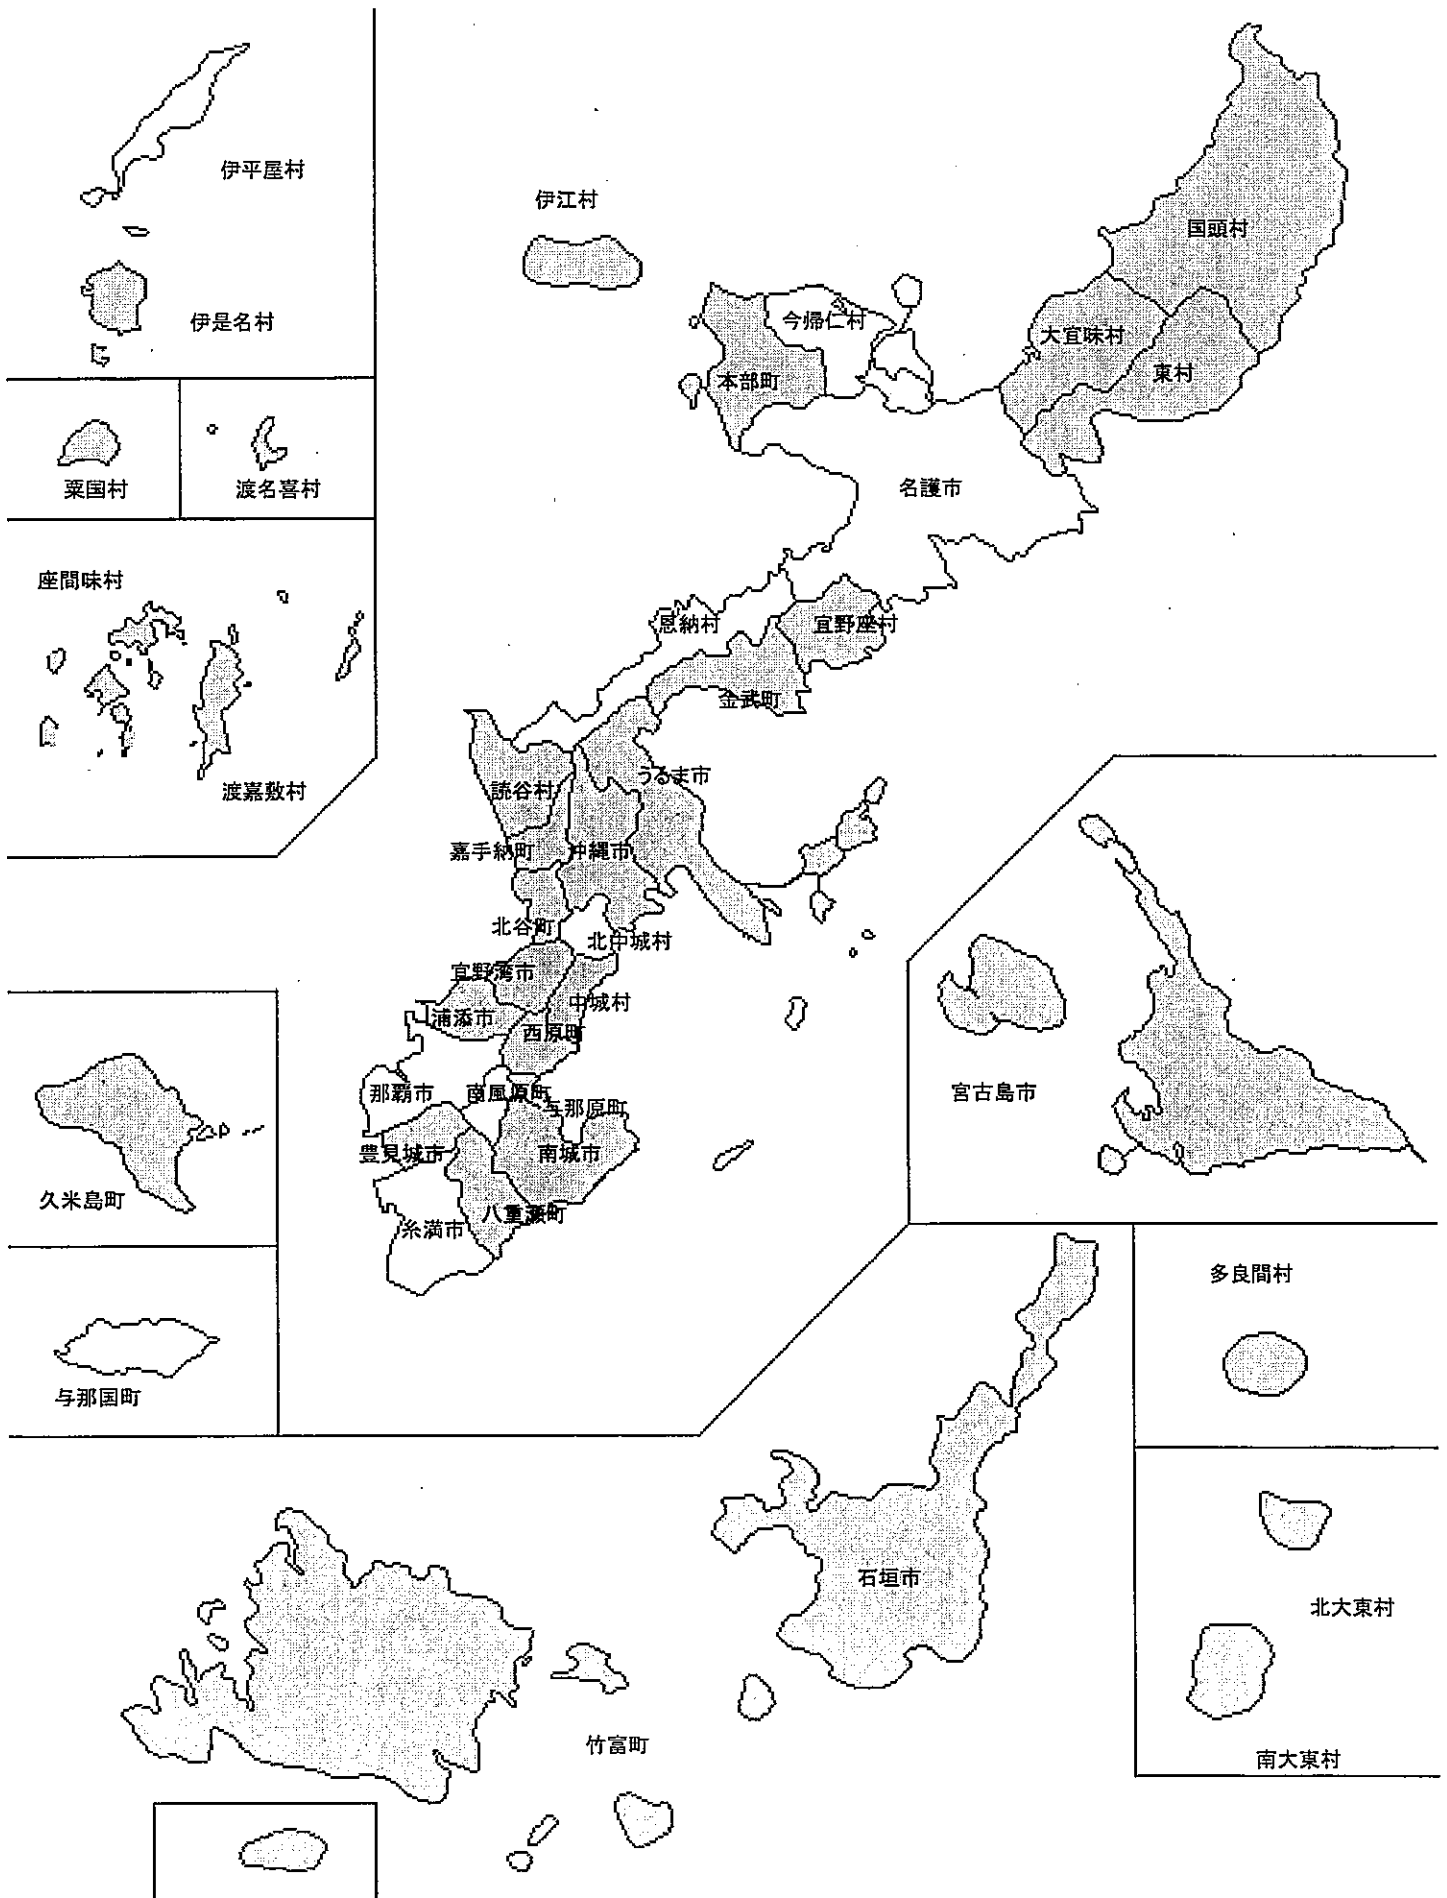 伊平屋村
伊江村
国頭村
伊是名村
今帰仁村
大宜味村
東村
本部町
粟国村
渡名喜村
名護市
座間味村
恩納村
宜野座村
金武町
渡嘉敷村
うるま市
読谷村
嘉手納町
沖縄市
北谷町
北中城村
宜野湾市
中城村
浦添市
西原町
那覇市
南風原町
与那原町
宮古島市
豊見城市
南城市
久米島町
糸満市
八重瀬町
多良間村
与那国町
石垣市
北大東村
竹富町
南大東村